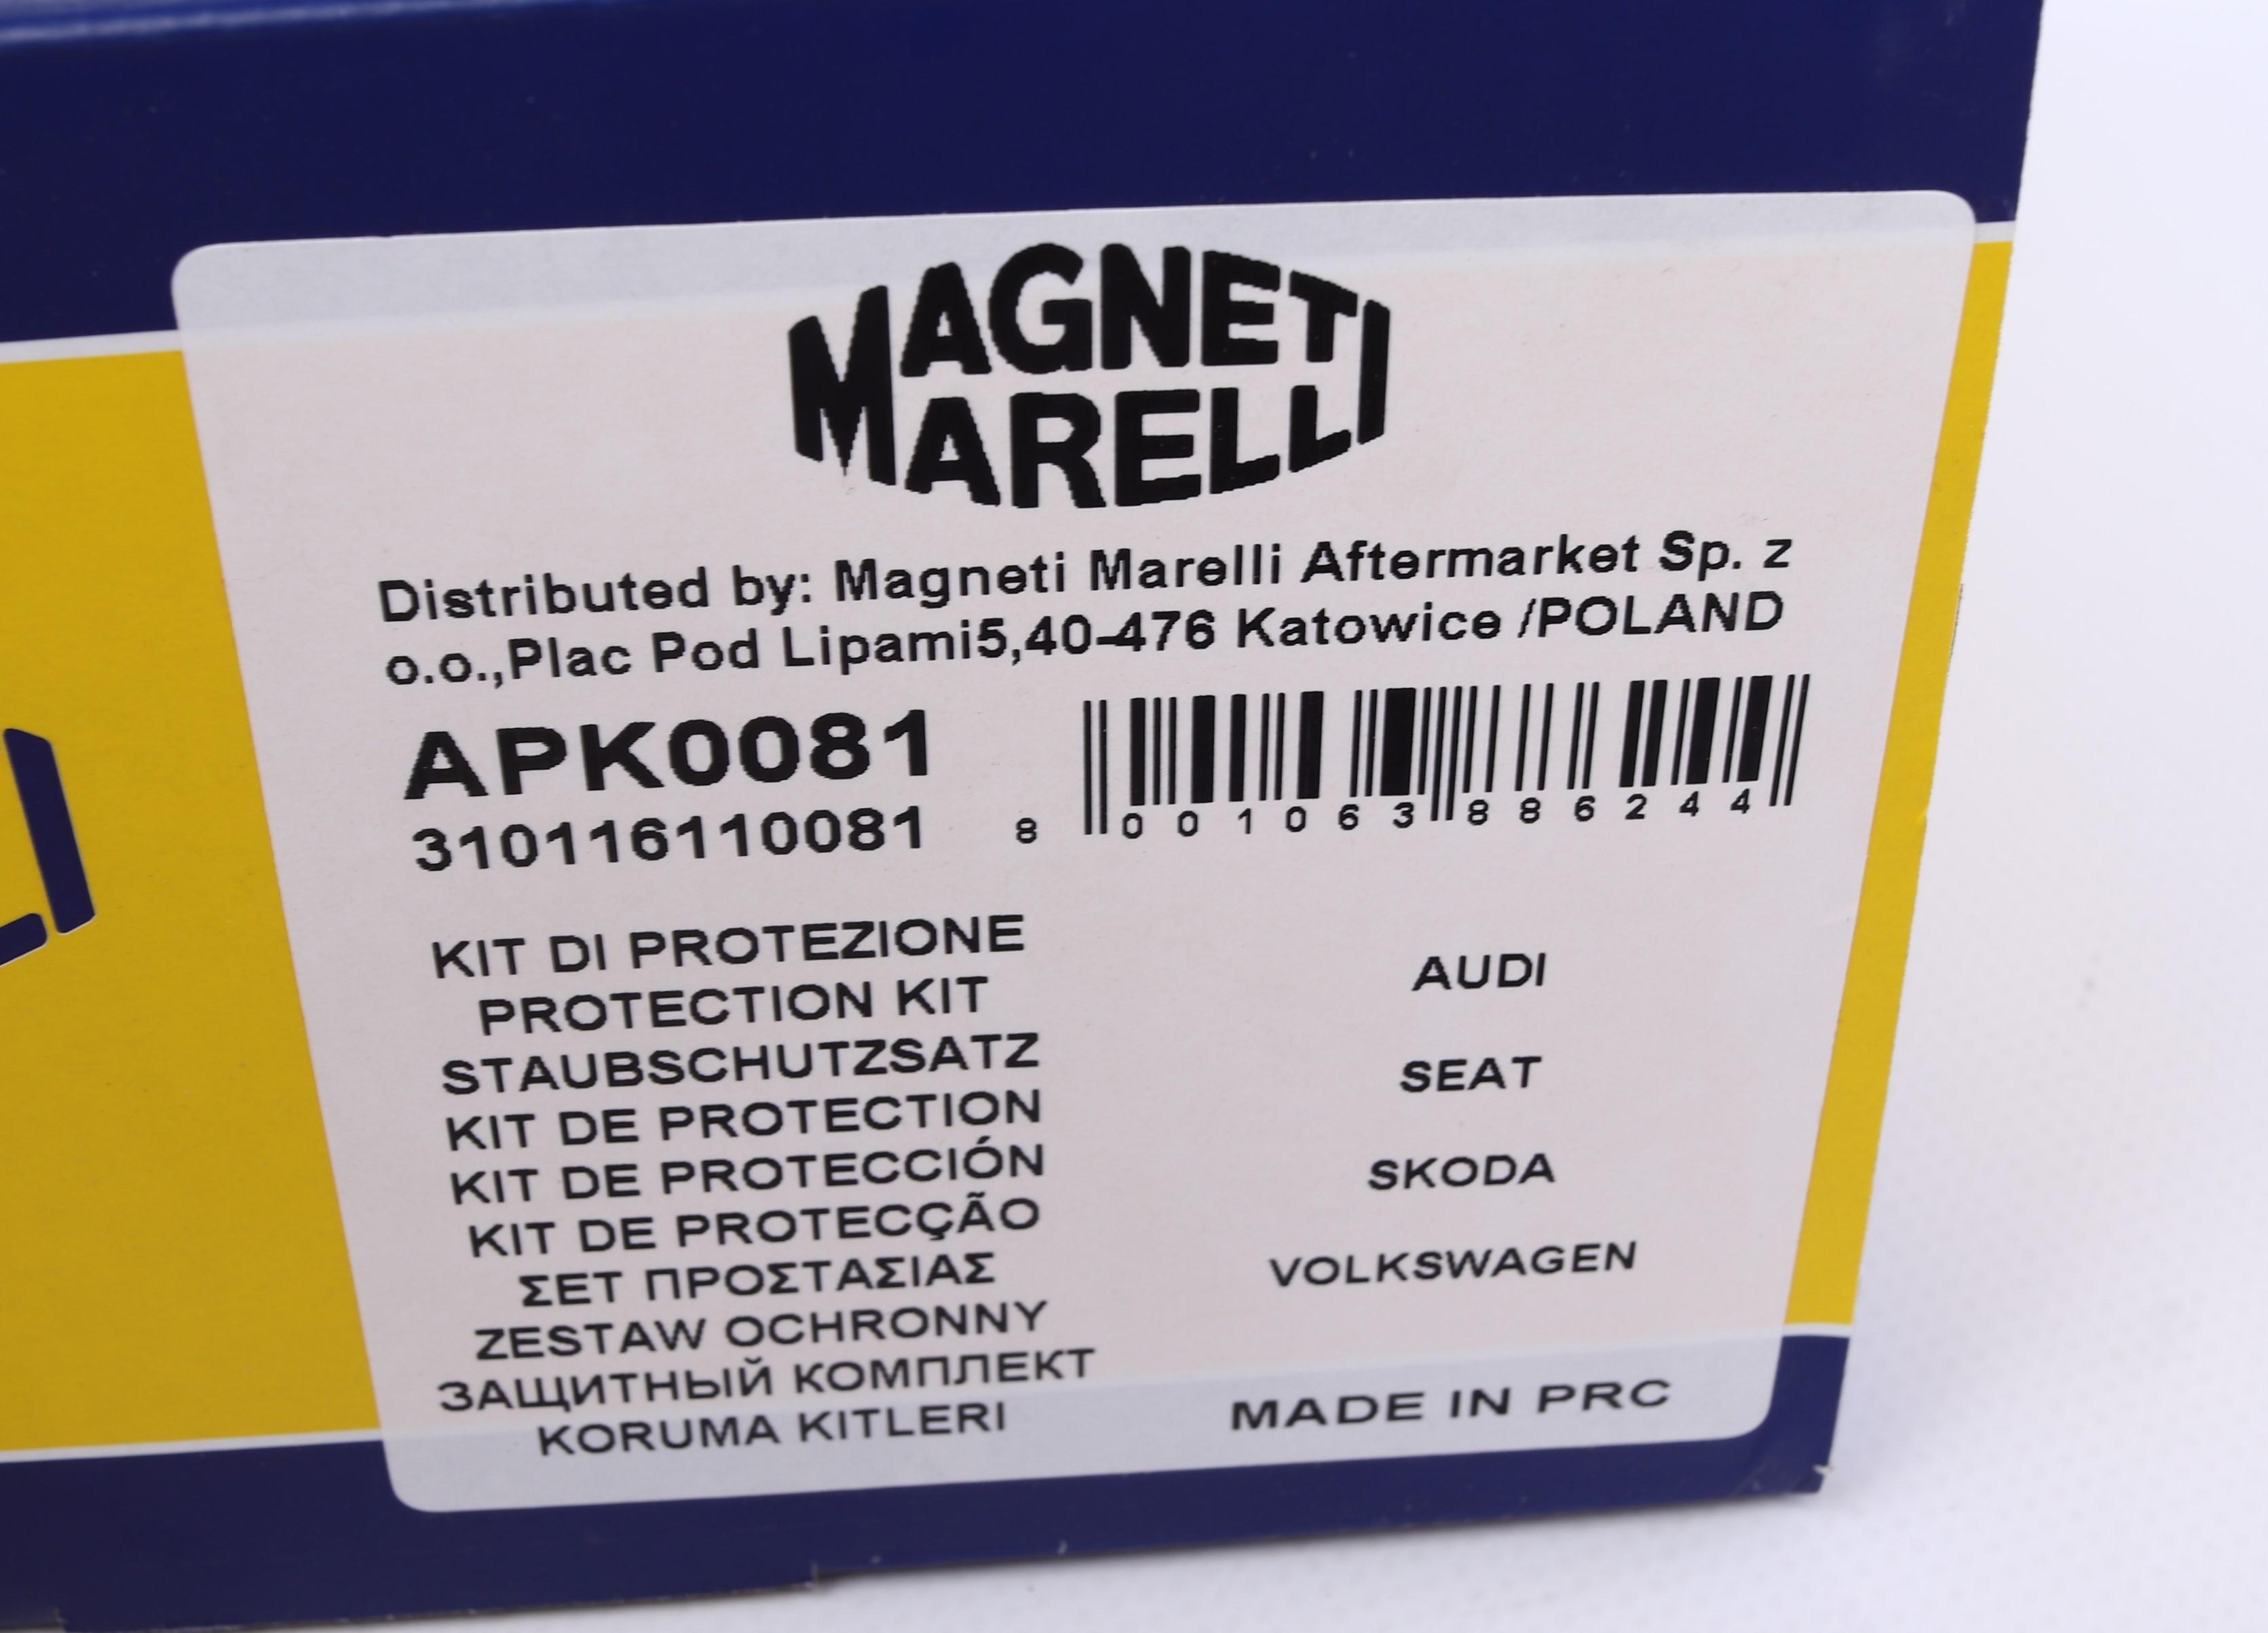 MAGNETI
MARELLI
Distributed by: Magneti Marelli Aftermarket Sp. z
o.o.,Plac Pod Lipami5,40-476 Katowice /POLAND
APK0081
310116110081
8 001063 886244
KIT DI PROTEZIONE
PROTECTION KIT
STAUBSCHUTZSATZ
KIT DE PROTECTION
KIT DE PROTECCIÓN
KIT DE PROTECÇÃO
ΣΕΤ ΠΡΟΣΤΑΣΙΑΣ
ZESTAW OCHRONNY
ЗАЩИТНЫЙ КОМПЛЕКТ
KORUMA KITLERI
AUDI
SEAT
SKODA
VOLKSWAGEN
MADE IN PRC